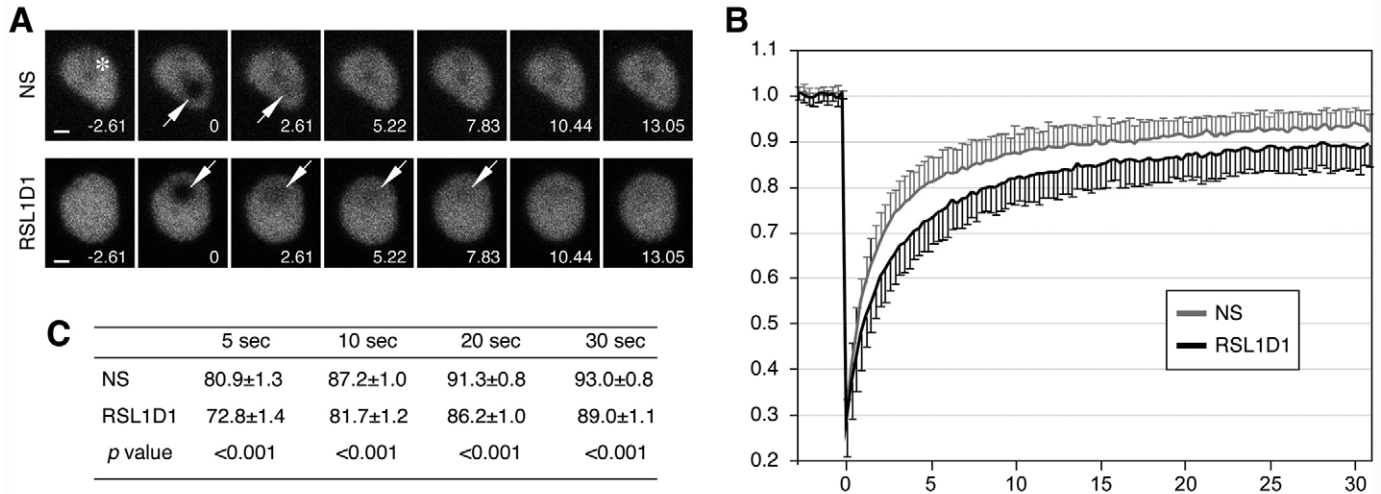 A
B
NS
*
-2.61
0
2.61
5.22
7.83
10.44
13.05
RSL1D1
-2.61
0
2.61
5.22
7.83
10.44
13.05
C
5 sec 10 sec 20 sec 30 sec
NS 80.9±1.3 87.2±1.0 91.3±0.8 93.0±0.8
RSL1D1 72.8±1.4 81.7±1.2 86.2±1.0 89.0±1.1
p value <0.001 <0.001 <0.001 <0.001
1.1
1.0
0.9
0.8
0.7
0.6
0.5
0.4
0.3
0.2
NS
RSL1D1
0 5 10 15 20 25 30